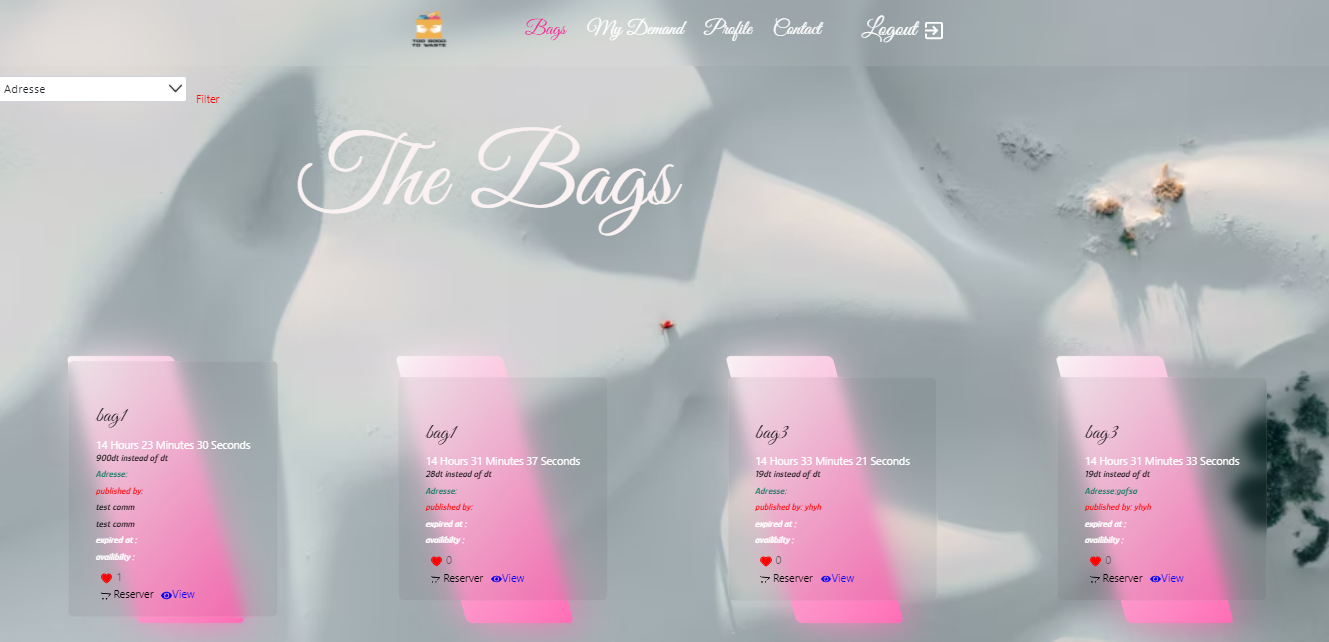 TOO GOOD
TO WASTE
Bags My Demand Profile Contact Logout
Adresse
Filter
The Bags
bag1
14 Hours 23 Minutes 30 Seconds
900dt instead of dt
Adresse:
published by:
test comm
test comm
expired at :
availibilty :
1
Reserver View
bag1
14 Hours 31 Minutes 37 Seconds
28dt instead of dt
Adresse:
published by:
expired at :
availibilty :
0
Reserver View
bag3
14 Hours 33 Minutes 21 Seconds
19dt instead of dt
Adresse:
published by: yhyh
expired at :
availibilty :
0
Reserver View
bag3
14 Hours 31 Minutes 33 Seconds
19dt instead of dt
Adresse:gafsa
published by: yhyh
expired at :
availibilty :
0
Reserver View